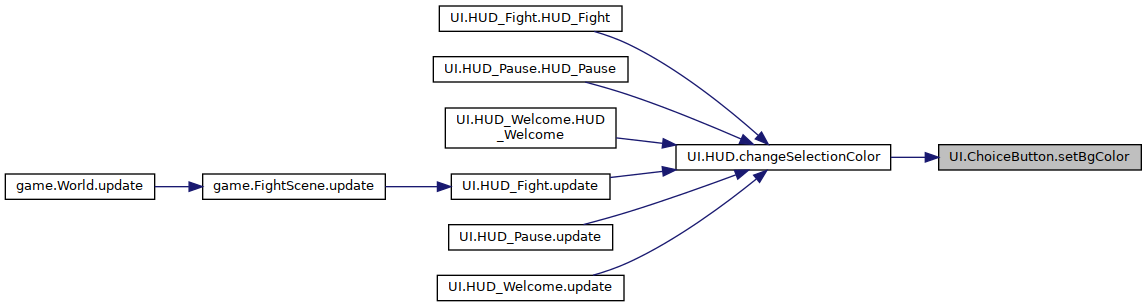 UI.HUD_Fight.HUD_Fight
UI.HUD_Pause.HUD_Pause
UI.HUD_Welcome.HUD
_Welcome
UI.HUD.changeSelectionColor
UI.ChoiceButton.setBgColor
game.World.update
game.FightScene.update
UI.HUD_Fight.update
UI.HUD_Pause.update
UI.HUD_Welcome.update